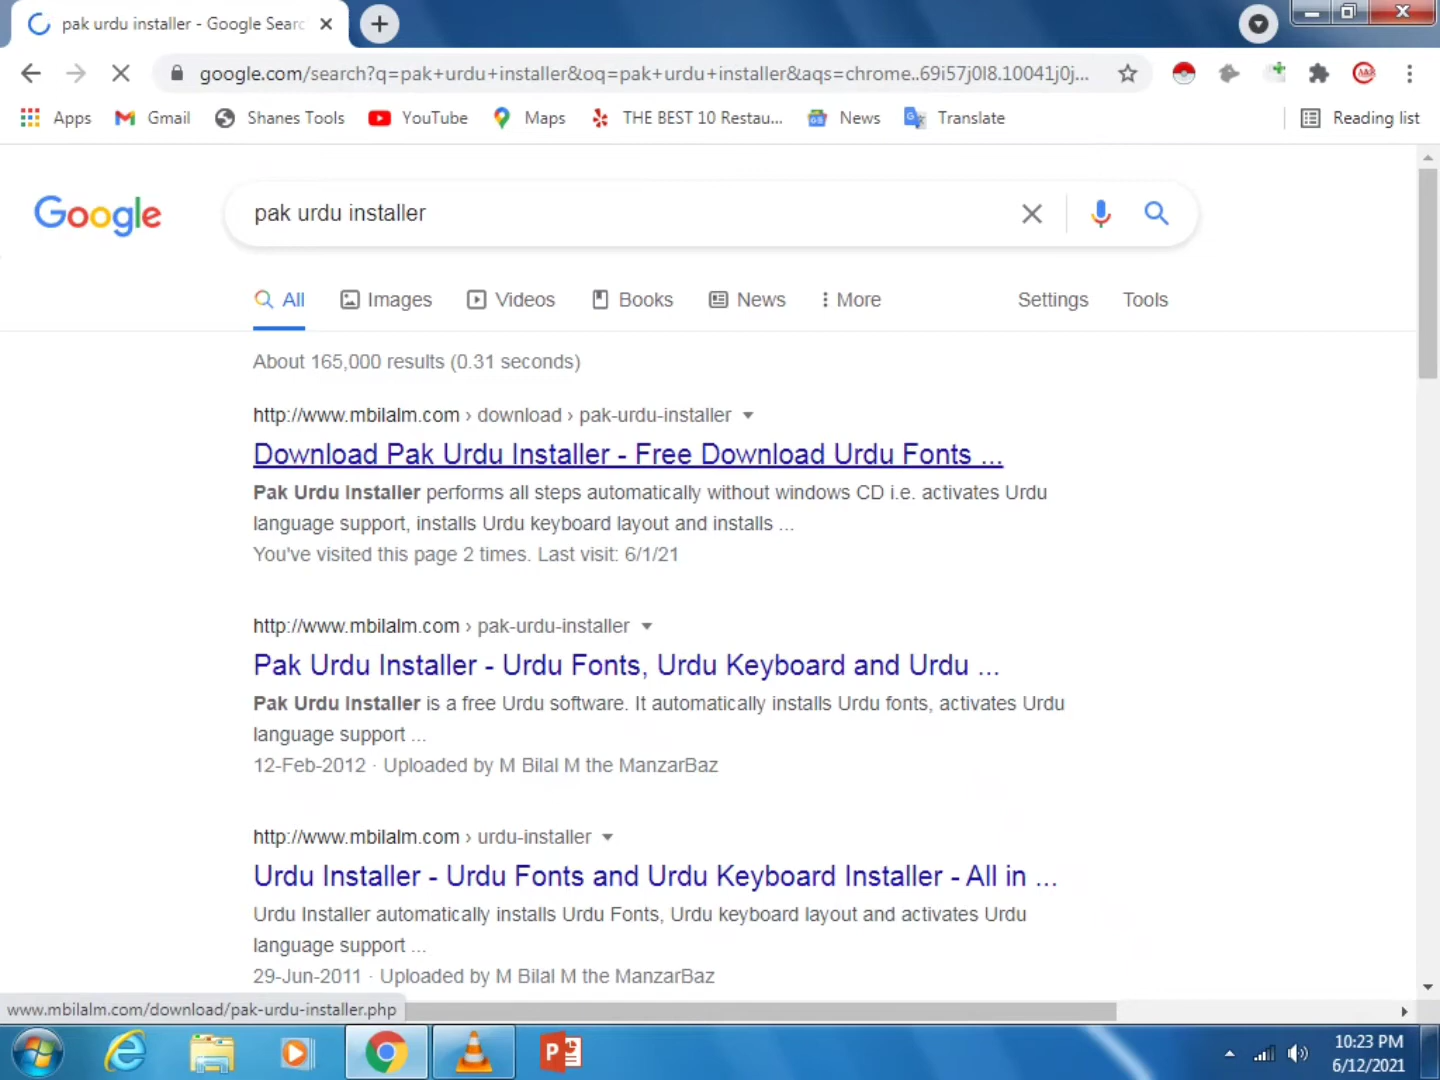 pak urdu installer - Google Searc
google.com/search?q=pak+urdu+installer&oq=pak+urdu+installer&aqs=chrome..69i57j0l8.10041j0j...
Apps Gmail Shanes Tools YouTube Maps THE BEST 10 Restau... News Translate Reading list
Google
pak urdu installer
All Images Videos Books News More Settings Tools
About 165,000 results (0.31 seconds)
http://www.mbilalm.com › download › pak-urdu-installer
Download Pak Urdu Installer - Free Download Urdu Fonts ...
Pak Urdu Installer performs all steps automatically without windows CD i.e. activates Urdu
language support, installs Urdu keyboard layout and installs ...
You've visited this page 2 times. Last visit: 6/1/21
http://www.mbilalm.com › pak-urdu-installer
Pak Urdu Installer - Urdu Fonts, Urdu Keyboard and Urdu ...
Pak Urdu Installer is a free Urdu software. It automatically installs Urdu fonts, activates Urdu
language support ...
12-Feb-2012 · Uploaded by M Bilal M the ManzarBaz
http://www.mbilalm.com › urdu-installer
Urdu Installer - Urdu Fonts and Urdu Keyboard Installer - All in ...
Urdu Installer automatically installs Urdu Fonts, Urdu keyboard layout and activates Urdu
language support ...
29-Jun-2011 · Uploaded by M Bilal M the ManzarBaz
www.mbilalm.com/download/pak-urdu-installer.php
10:23 PM
6/12/2021